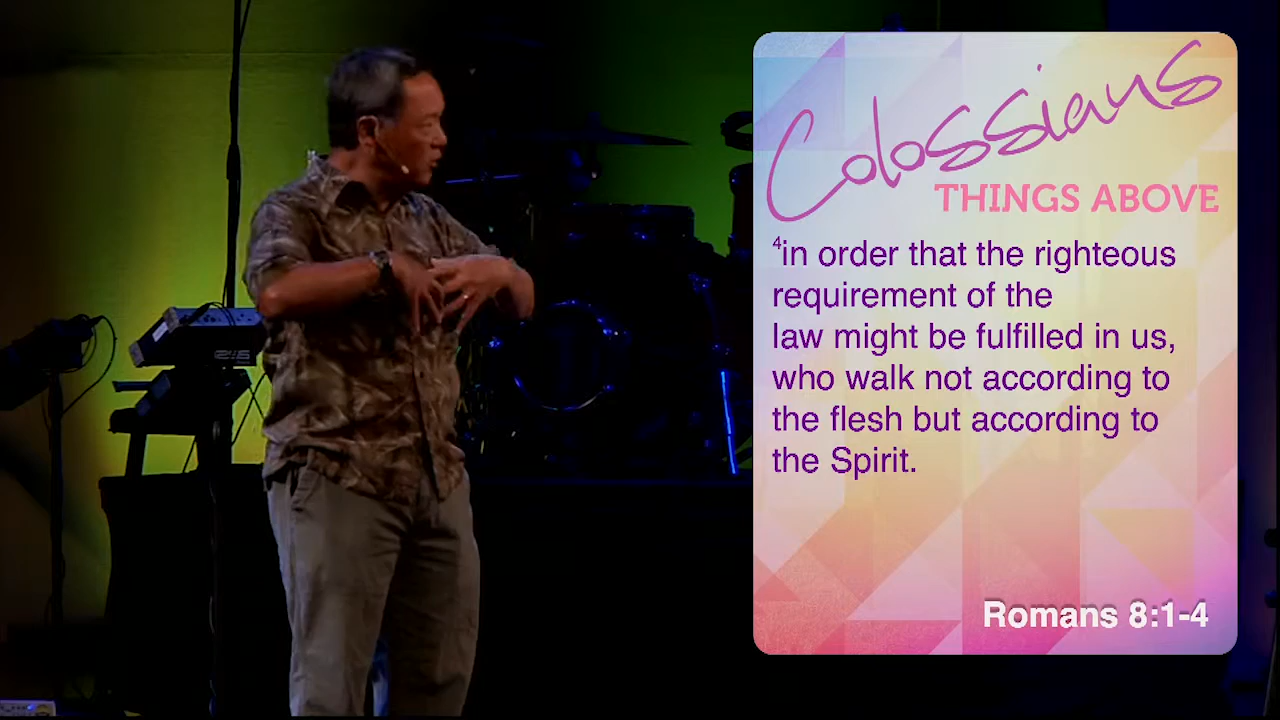 Colossians
THINGS ABOVE
4in order that the righteous
requirement of the
law might be fulfilled in us,
who walk not according to
the flesh but according to
the Spirit.
Romans 8:1-4